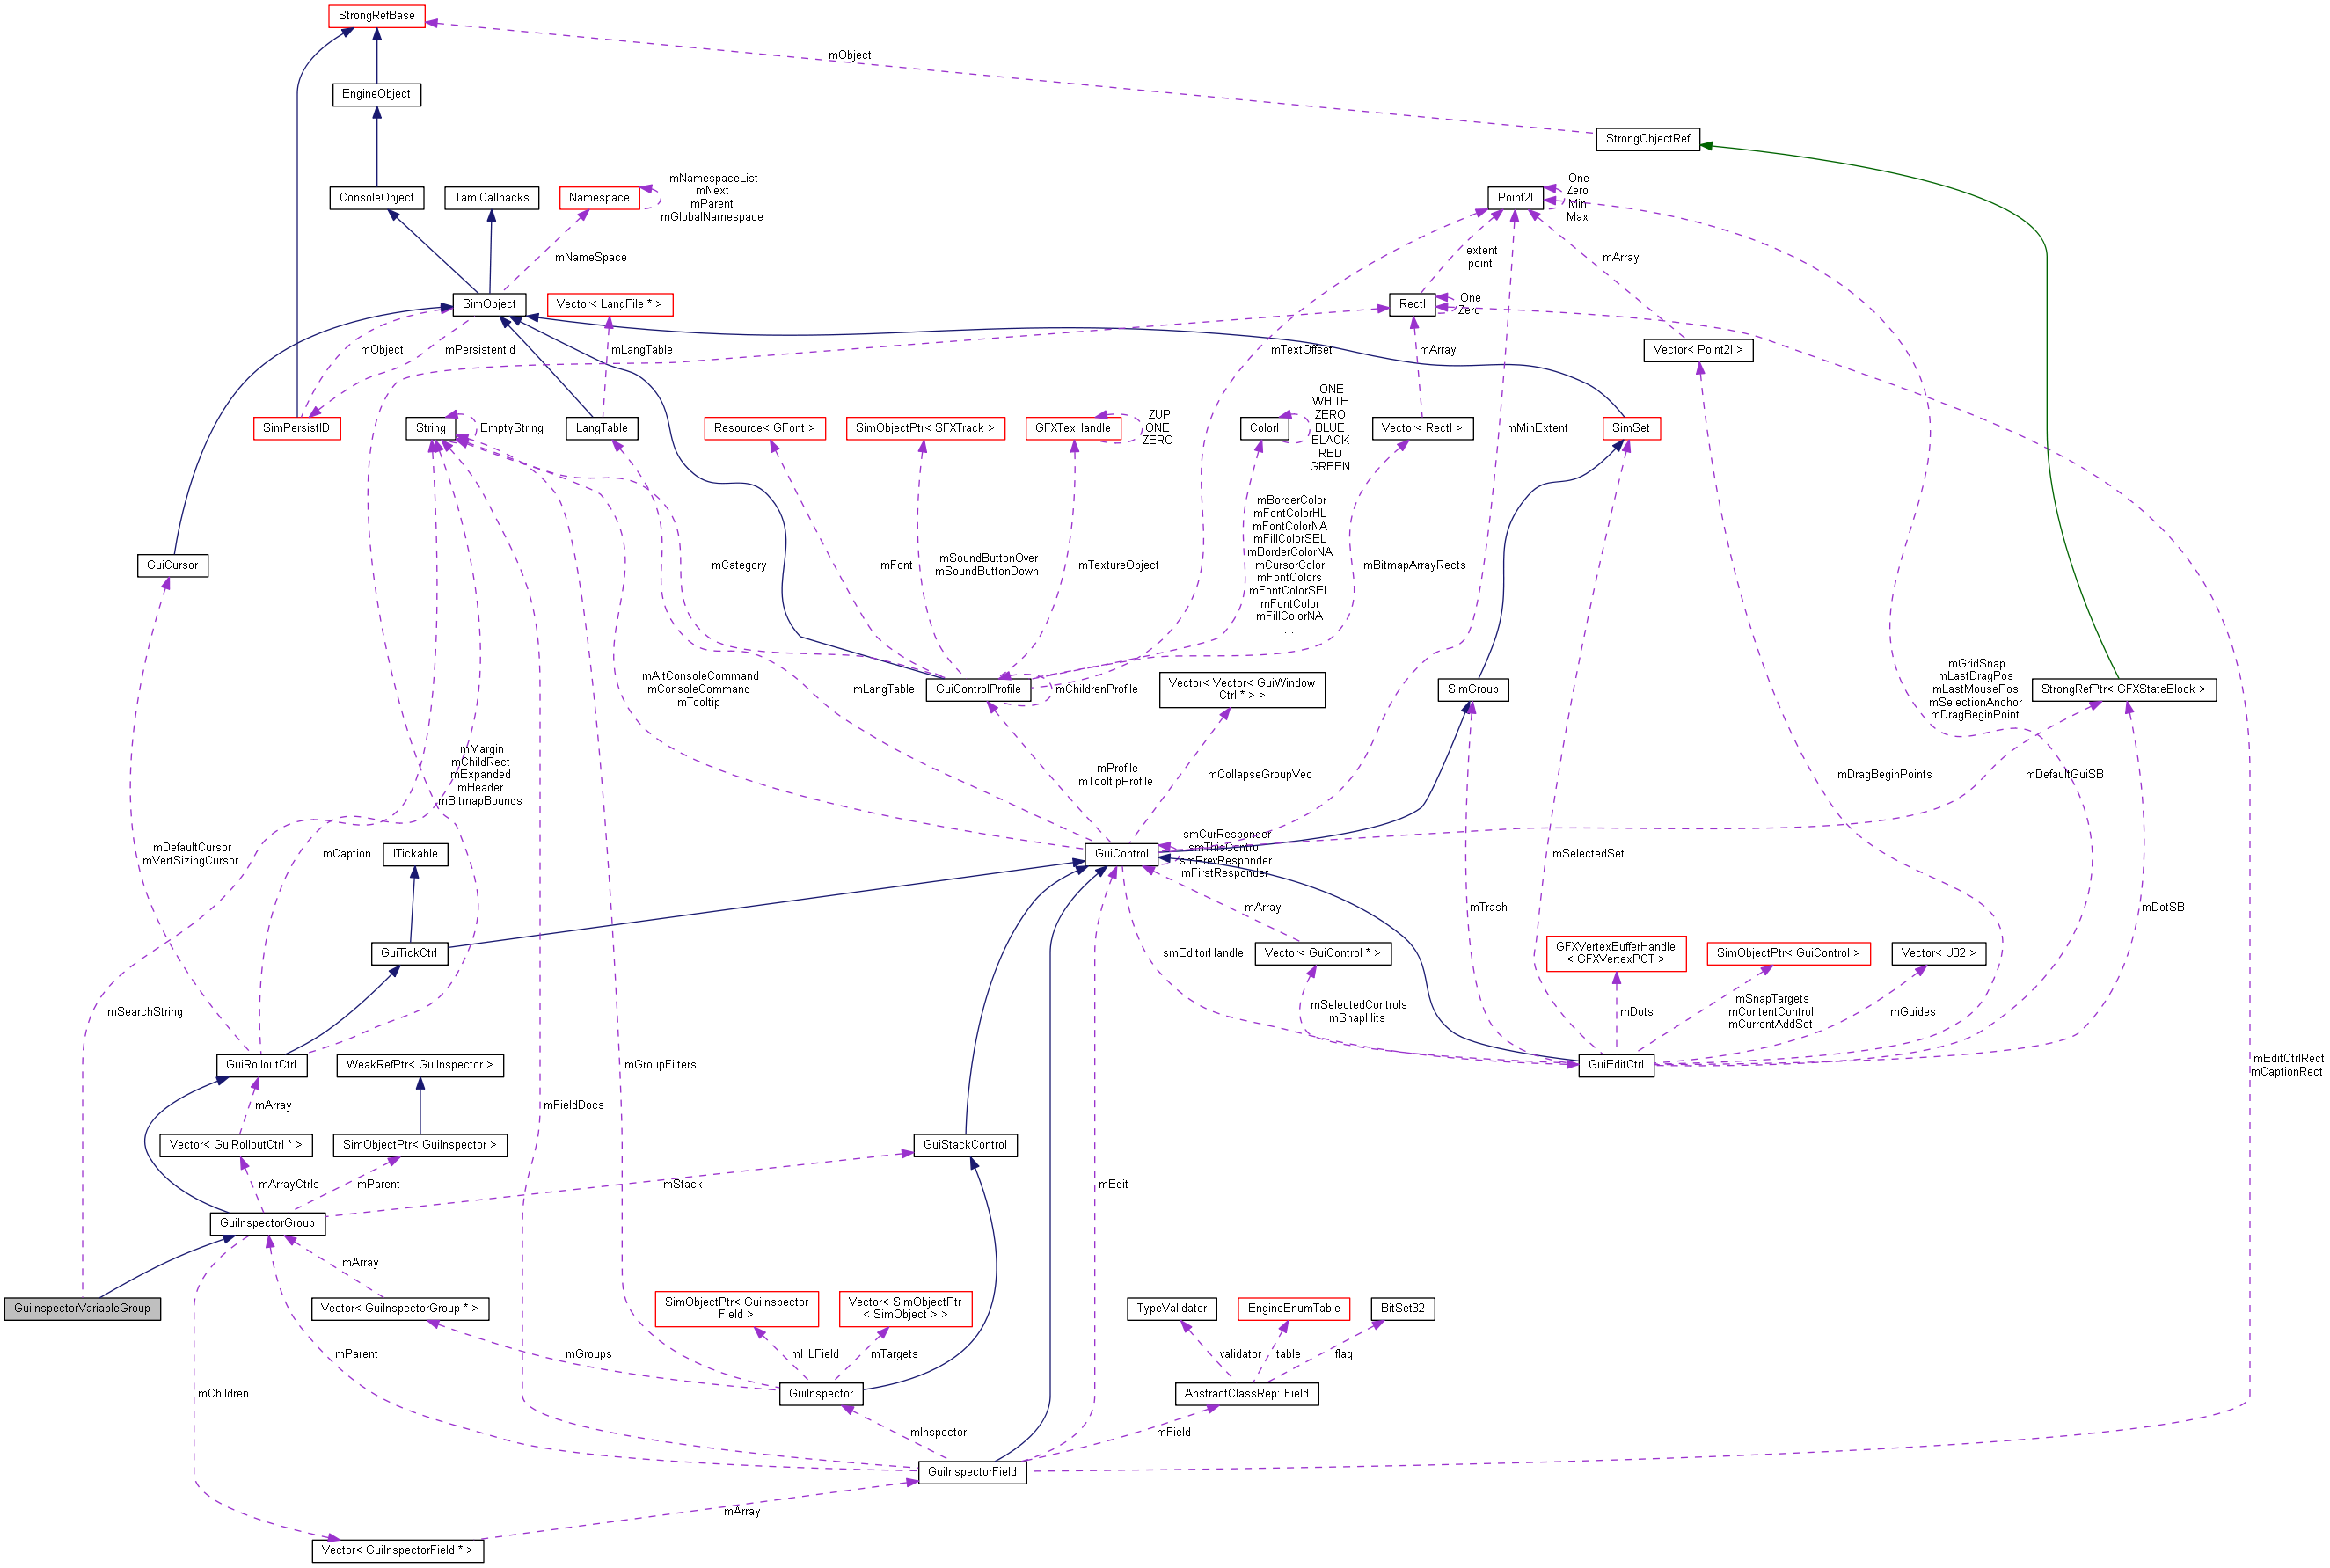 StrongRefBase
mObject
EngineObject
StrongObjectRef
ConsoleObject
TamlCallbacks
Namespace
mNamespaceList
mNext
mParent
mGlobalNamespace
Point2I
One
Zero
Min
Max
mNameSpace
extent
point
mArray
SimObject
Vector< LangFile * >
RectI
One
Zero
mObject
mPersistentId
mLangTable
mTextOffset
mArray
Vector< Point2I >
SimPersistID
String
EmptyString
LangTable
Resource< GFont >
SimObjectPtr< SFXTrack >
GFXTexHandle
ZUP
ONE
ZERO
ColorI
ONE
WHITE
ZERO
BLUE
BLACK
RED
GREEN
Vector< RectI >
mMinExtent
SimSet
GuiCursor
mCategory
mFont
mSoundButtonOver
mSoundButtonDown
mTextureObject
mBorderColor
mFontColorHL
mFontColorNA
mFillColorSEL
mBorderColorNA
mCursorColor
mFontColors
mFontColorSEL
mFontColor
mFillColorNA
...
mBitmapArrayRects
mAltConsoleCommand
mConsoleCommand
mTooltip
mLangTable
GuiControlProfile
mChildrenProfile
Vector< Vector< GuiWindow
Ctrl * > >
SimGroup
mGridSnap
mLastDragPos
mLastMousePos
mSelectionAnchor
mDragBeginPoint
StrongRefPtr< GFXStateBlock >
mMargin
mChildRect
mExpanded
mHeader
mBitmapBounds
mProfile
mTooltipProfile
mCollapseGroupVec
mDragBeginPoints
mDefaultGuiSB
mDefaultCursor
mVertSizingCursor
mCaption
ITickable
GuiControl
smCurResponder
smThisControl
smPrevResponder
smFirstResponder
mSelectedSet
mTrash
mArray
mDotSB
GuiTickCtrl
smEditorHandle
Vector< GuiControl * >
GFXVertexBufferHandle
< GFXVertexPCT >
SimObjectPtr< GuiControl >
Vector< U32 >
mSearchString
mSelectedControls
mSnapHits
mDots
mSnapTargets
mContentControl
mCurrentAddSet
mGuides
GuiRolloutCtrl
WeakRefPtr< GuiInspector >
mGroupFilters
GuiEditCtrl
mEditCtrlRect
mCaptionRect
mArray
mFieldDocs
Vector< GuiRolloutCtrl * >
SimObjectPtr< GuiInspector >
GuiStackControl
mArrayCtrls
mParent
mStack
mEdit
GuiInspectorGroup
mArray
GuiInspectorVariableGroup
Vector< GuiInspectorGroup * >
SimObjectPtr< GuiInspector
Field >
Vector< SimObjectPtr
< SimObject > >
TypeValidator
EngineEnumTable
BitSet32
mParent
mGroups
mHLField
mTargets
validator
table
flag
mChildren
GuiInspector
AbstractClassRep::Field
mInspector
mField
GuiInspectorField
mArray
Vector< GuiInspectorField * >